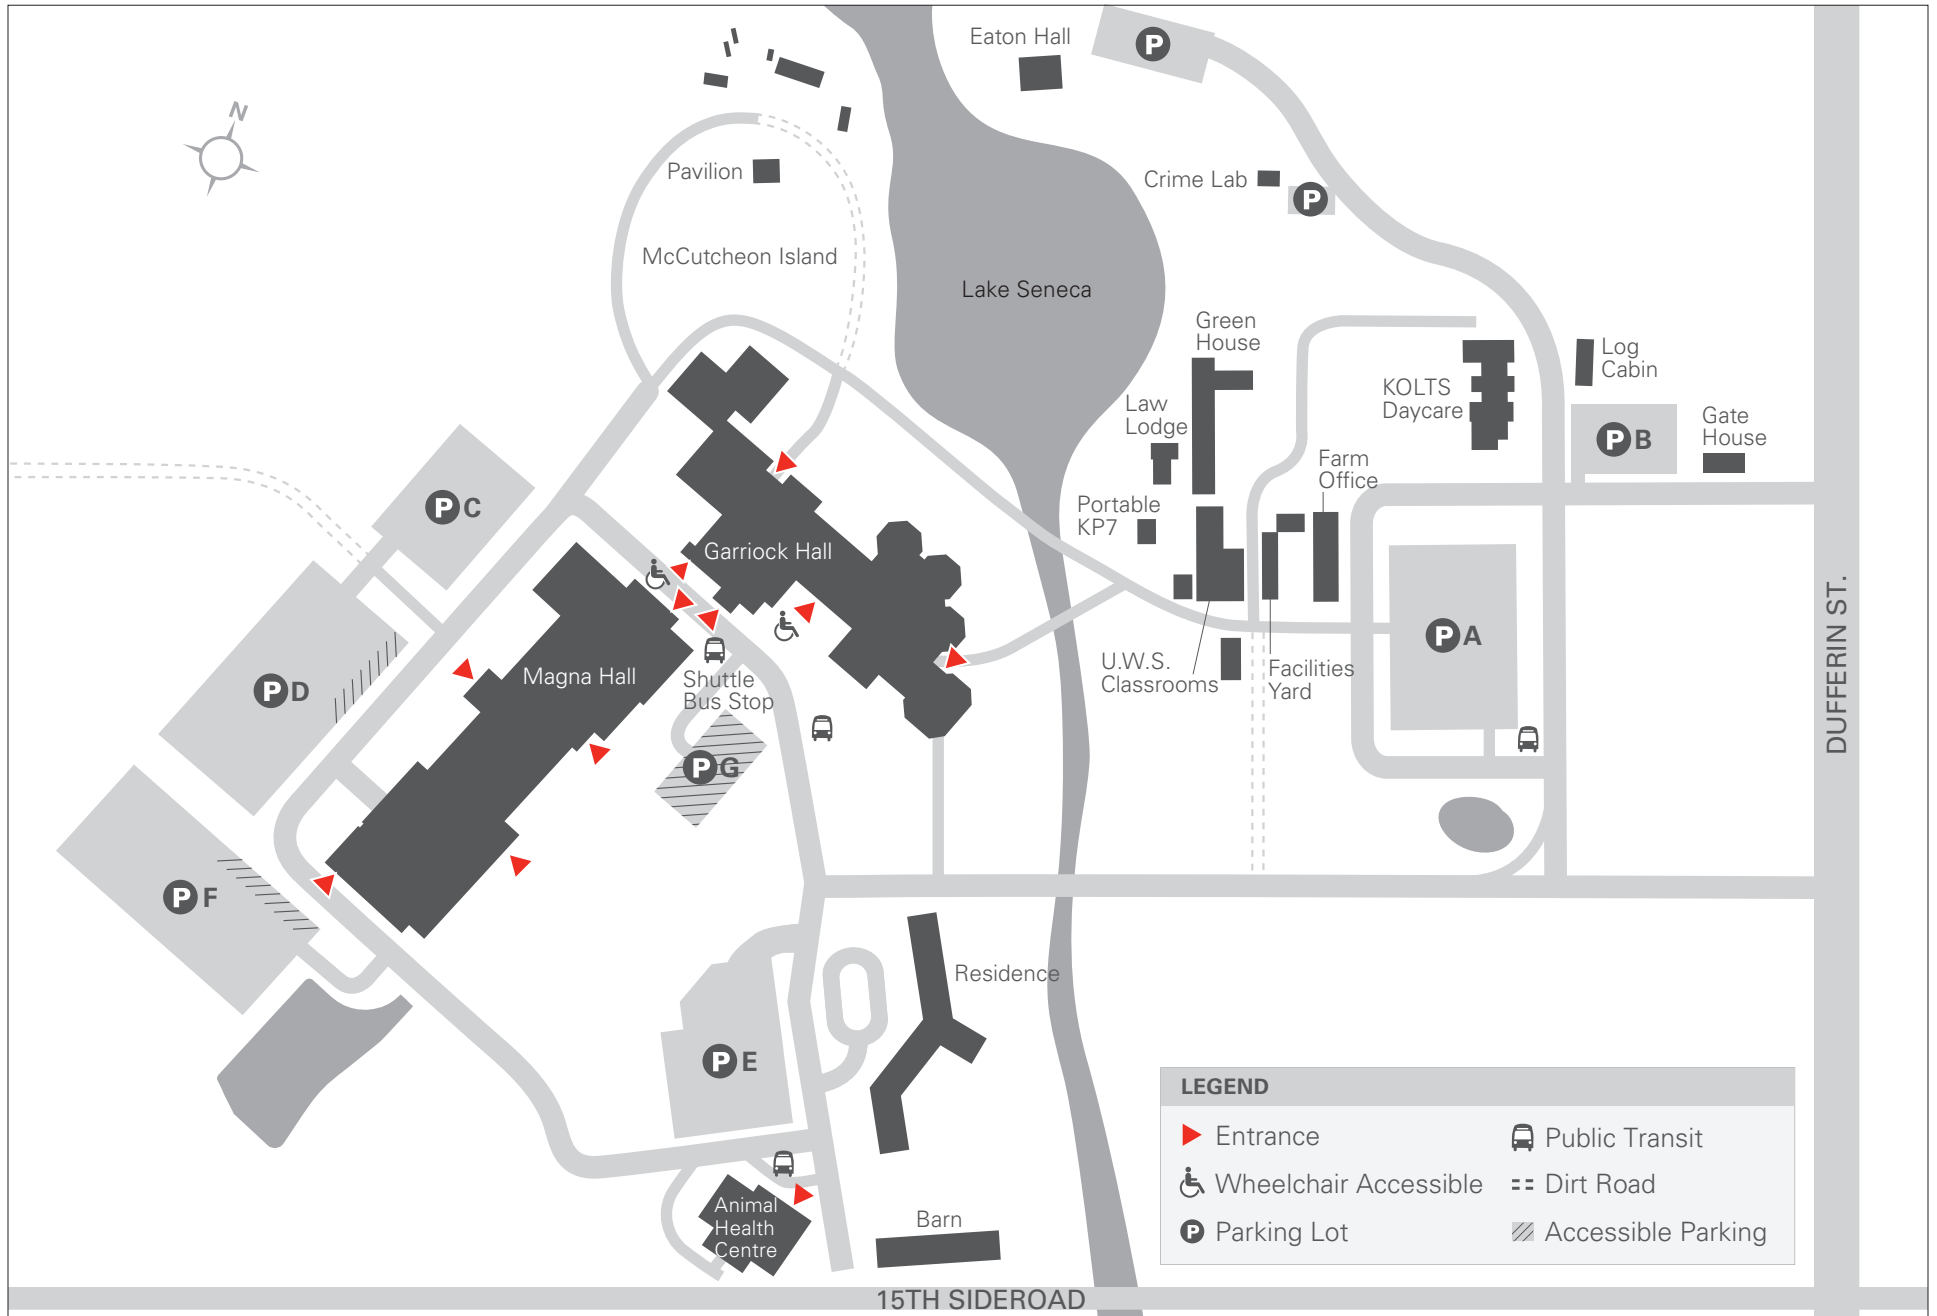 Eaton Hall
P
N
Pavilion
Crime Lab
P
McCutcheon Island
Lake Seneca
Green
House
Log
Cabin
KOLTS
Daycare
Law
Lodge
Gate
House
P B
Farm
Office
P C
Portable
KP7
Garriock Hall
DUFFERIN ST.
P A
U.W.S.
Classrooms
Facilities
Yard
Magna Hall
Shuttle
Bus Stop
P D
P G
P F
Residence
P E
LEGEND
Entrance
Public Transit
Wheelchair Accessible
Dirt Road
P Parking Lot
Accessible Parking
Animal
Health
Centre
Barn
15TH SIDEROAD